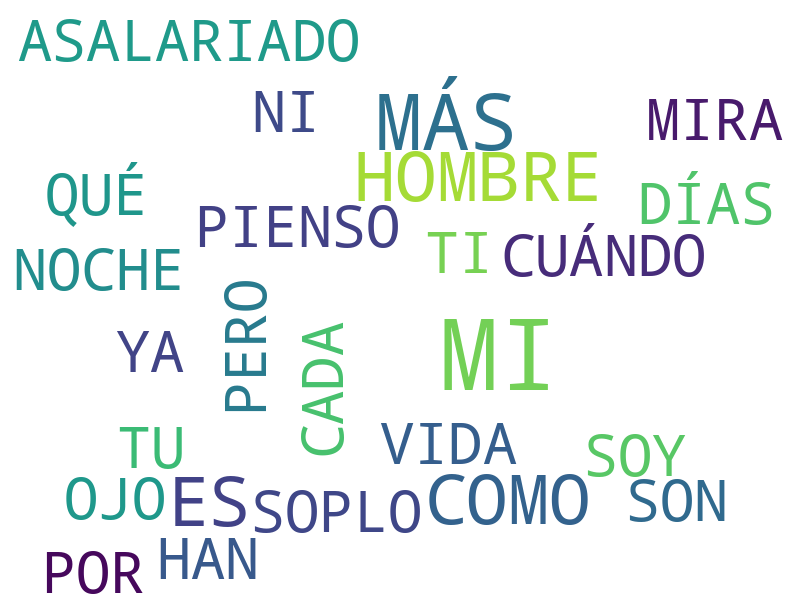 ASALARIADO
NI MÁS MIRA
QUÉ HOMBRE DÍAS
PIENSO
NOCHE TI CUÁNDO
YA PERO CADA MI
TU VIDA SOY
OJO ES SOPLO COMO SON
POR HAN